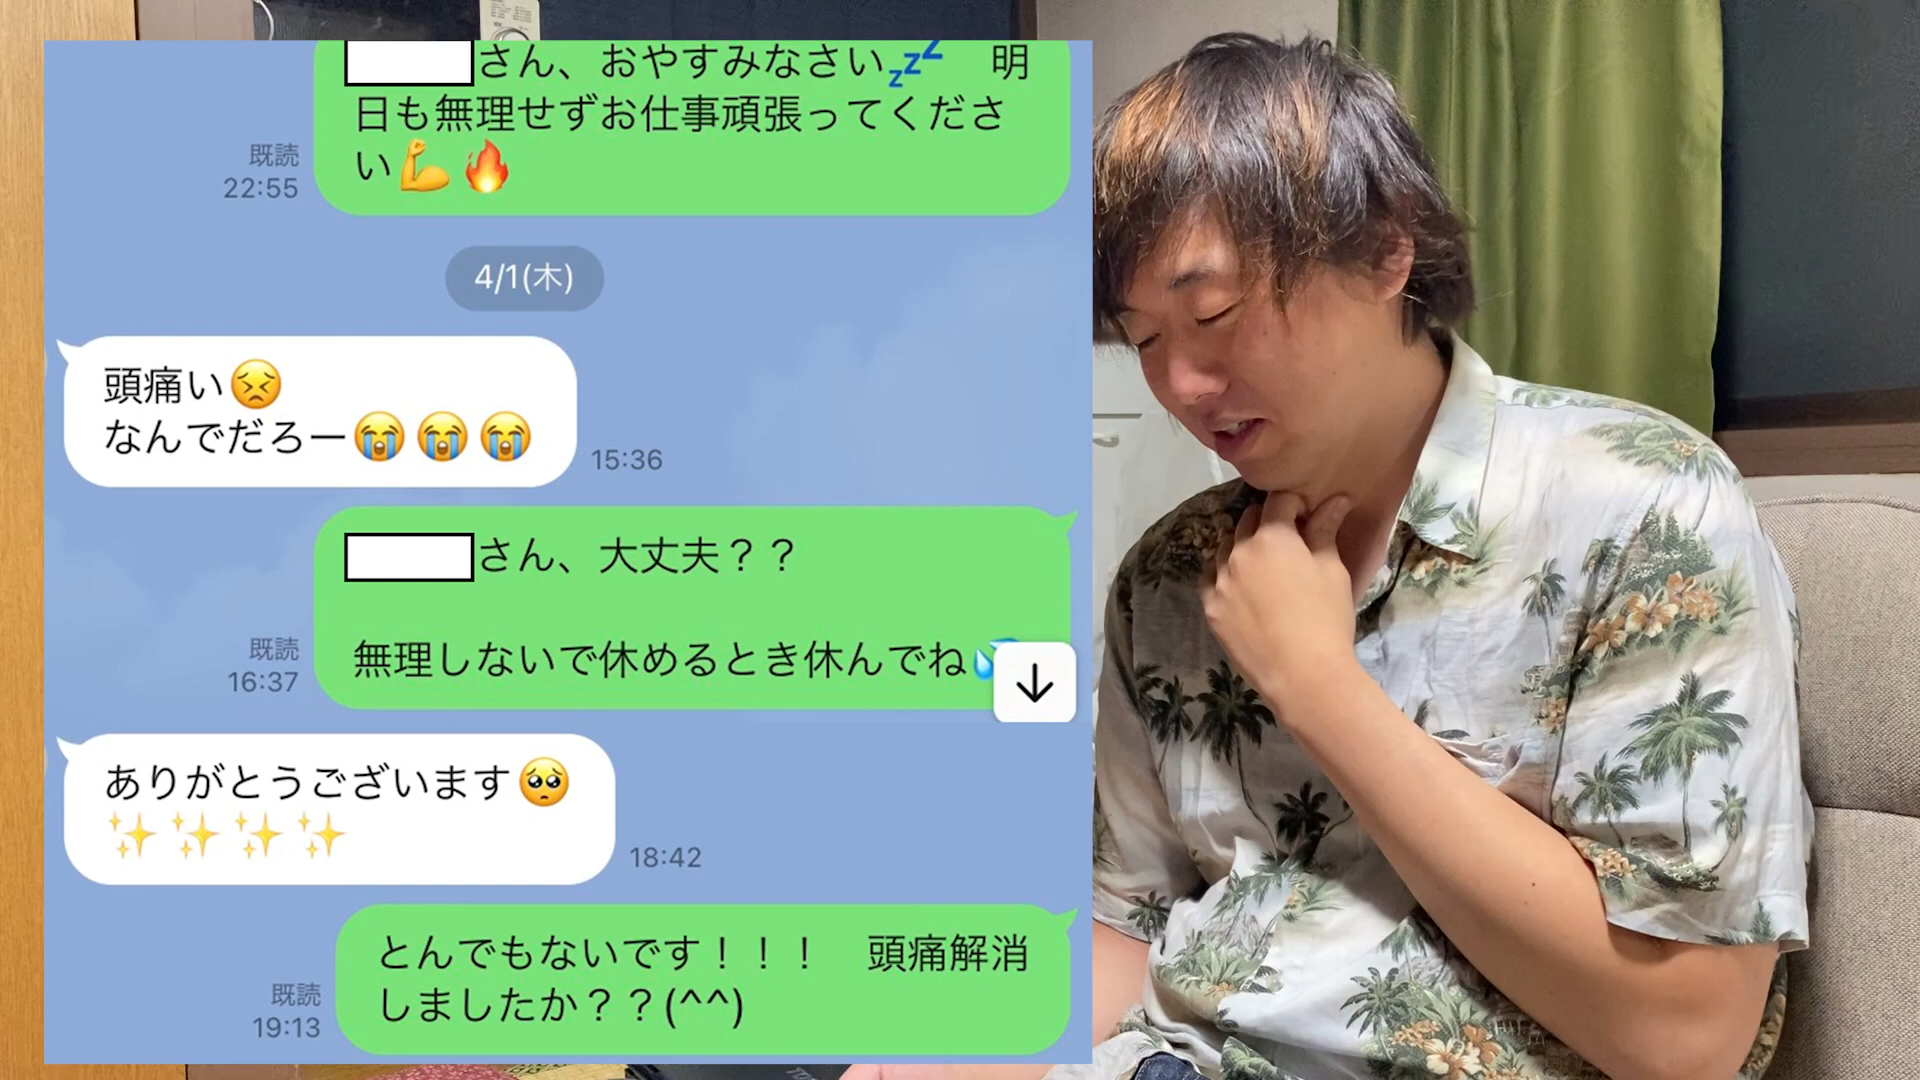 さん、おやすみなさい💤　明
日も無理せずお仕事頑張ってくださ
い💪🔥
既読
22:55
4/1(木)
頭痛い😣
なんでだろー😭😭😭
15:36
さん、大丈夫？？
無理しないで休めるとき休んでね💦
既読
16:37
ありがとうございます🥺
✨✨✨✨
18:42
とんでもないです！！！　頭痛解消
しましたか？？(^^)
既読
19:13